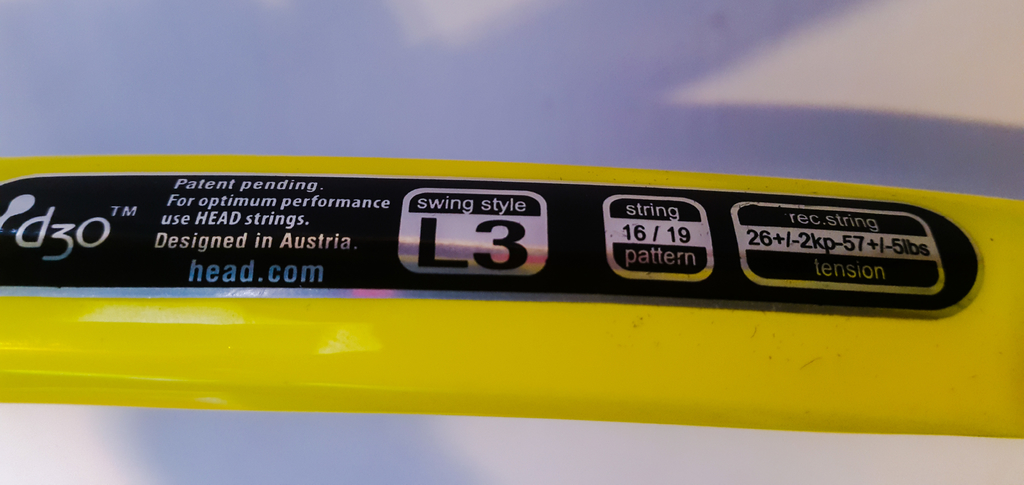 d3o™
Patent pending.
For optimum performance
use HEAD strings.
Designed in Austria.
head.com
swing style
L3
string
16 / 19
pattern
rec.string
26+/-2kp-57+/-5lbs
tension